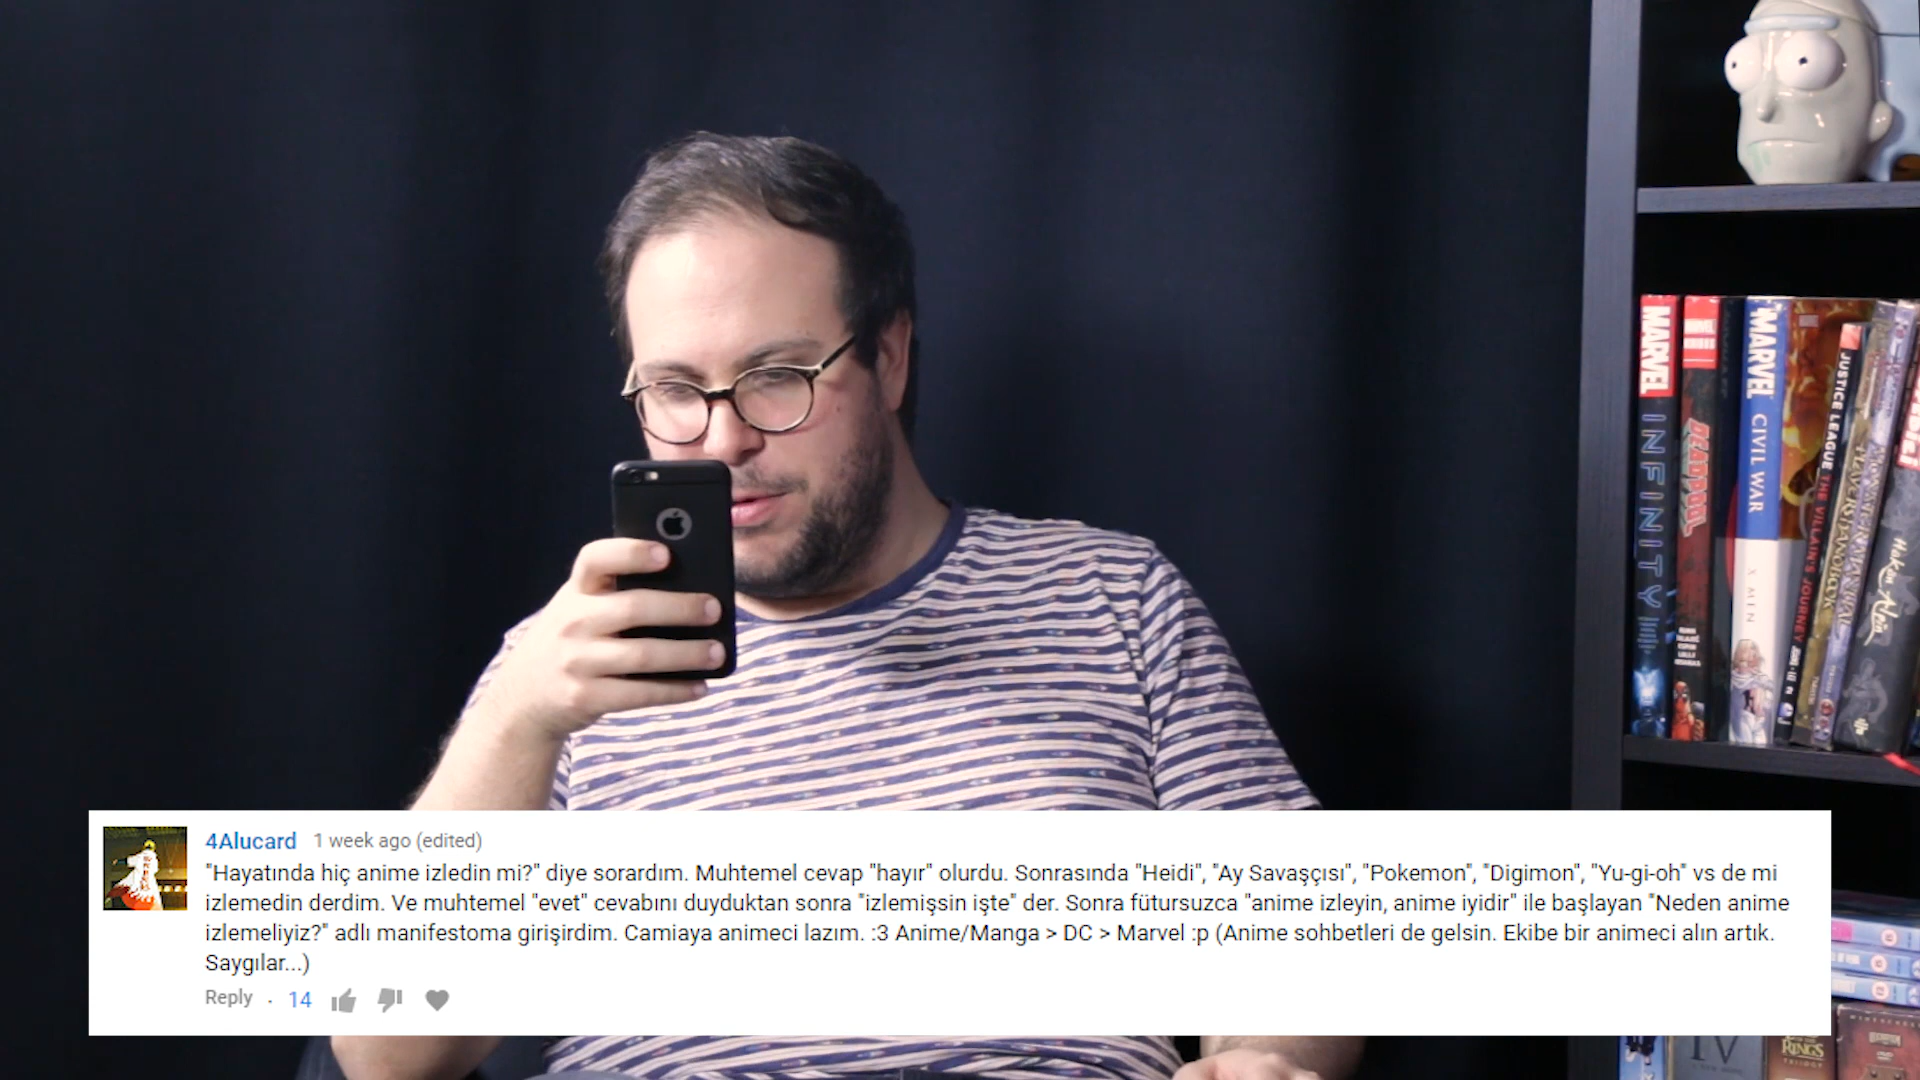 MARVEL INFINITY
MARVEL
DEADPOOL
MARVEL CIVIL WAR
X MEN
JUSTICE LEAGUE THE VILLAIN'S JOURNEY
4Alucard 1 week ago (edited)
"Hayatında hiç anime izledin mi?" diye sorardım. Muhtemel cevap "hayır" olurdu. Sonrasında "Heidi", "Ay Savaşçısı", "Pokemon", "Digimon", "Yu-gi-oh" vs de mi
izlemedin derdim. Ve muhtemel "evet" cevabını duyduktan sonra "izlemişsin işte" der. Sonra fütursuzca "anime izleyin, anime iyidir" ile başlayan "Neden anime
izlemeliyiz?" adlı manifestoma girişirdim. Camiaya animeci lazım. :3 Anime/Manga > DC > Marvel :p (Anime sohbetleri de gelsin. Ekibe bir animeci alın artık.
Saygılar...)
Reply . 14
IV
RINGS